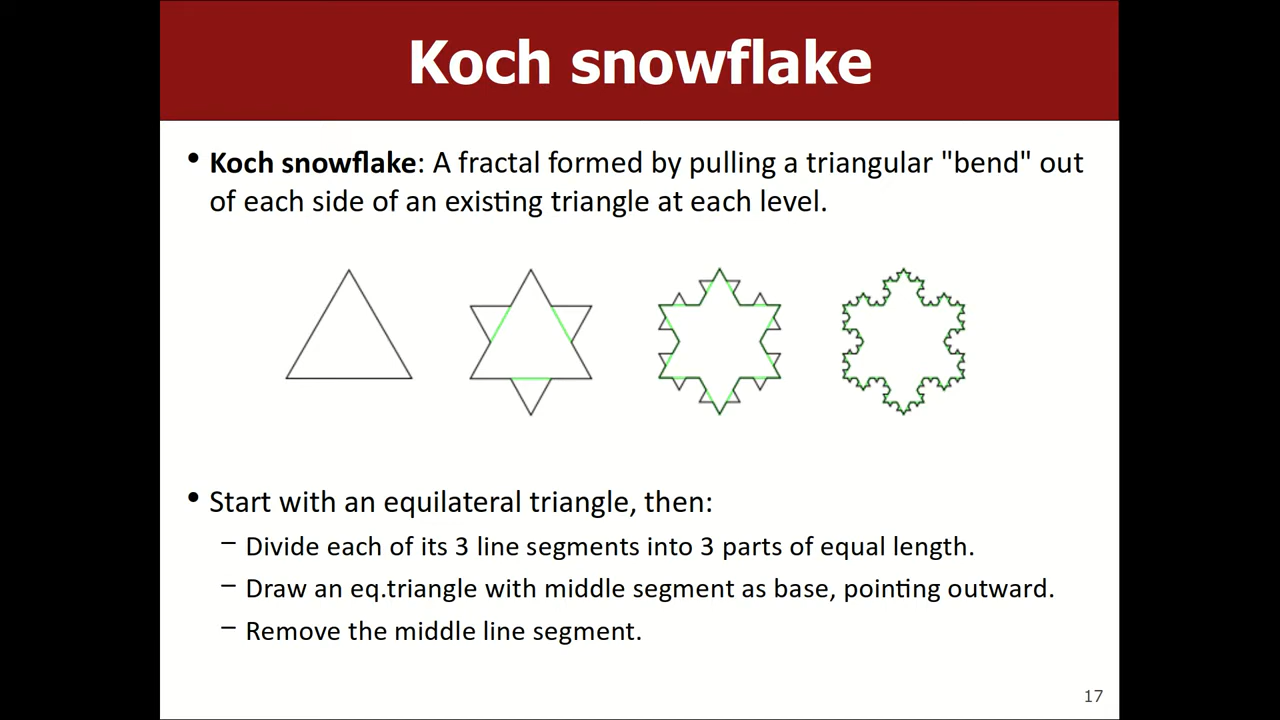 Koch snowflake
• Koch snowflake: A fractal formed by pulling a triangular "bend" out
of each side of an existing triangle at each level.
• Start with an equilateral triangle, then:
– Divide each of its 3 line segments into 3 parts of equal length.
– Draw an eq.triangle with middle segment as base, pointing outward.
– Remove the middle line segment.
17